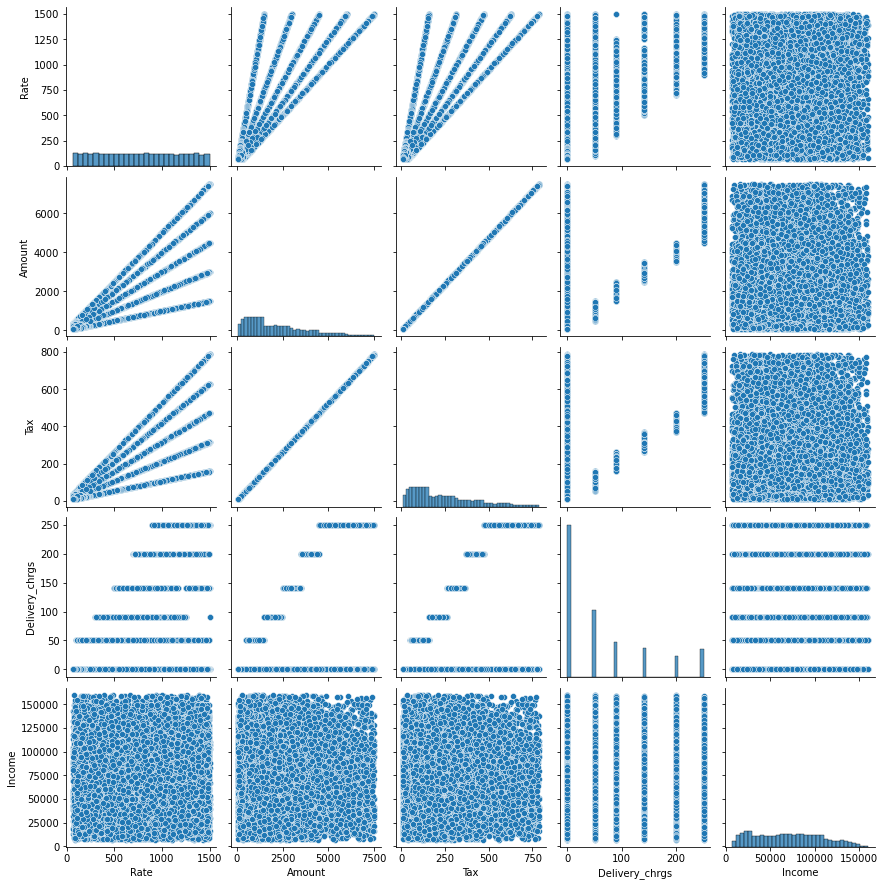 1500
1250
1000
750
500
250
0
Rate
6000
4000
2000
0
Amount
800
600
400
200
0
Tax
250
200
150
100
50
0
Delivery_chrgs
150000
125000
100000
75000
50000
25000
0
Income
0 500 1000 1500
Rate
0 2500 5000 7500
Amount
0 250 500 750
Tax
0 100 200
Delivery_chrgs
50000 100000 150000
Income